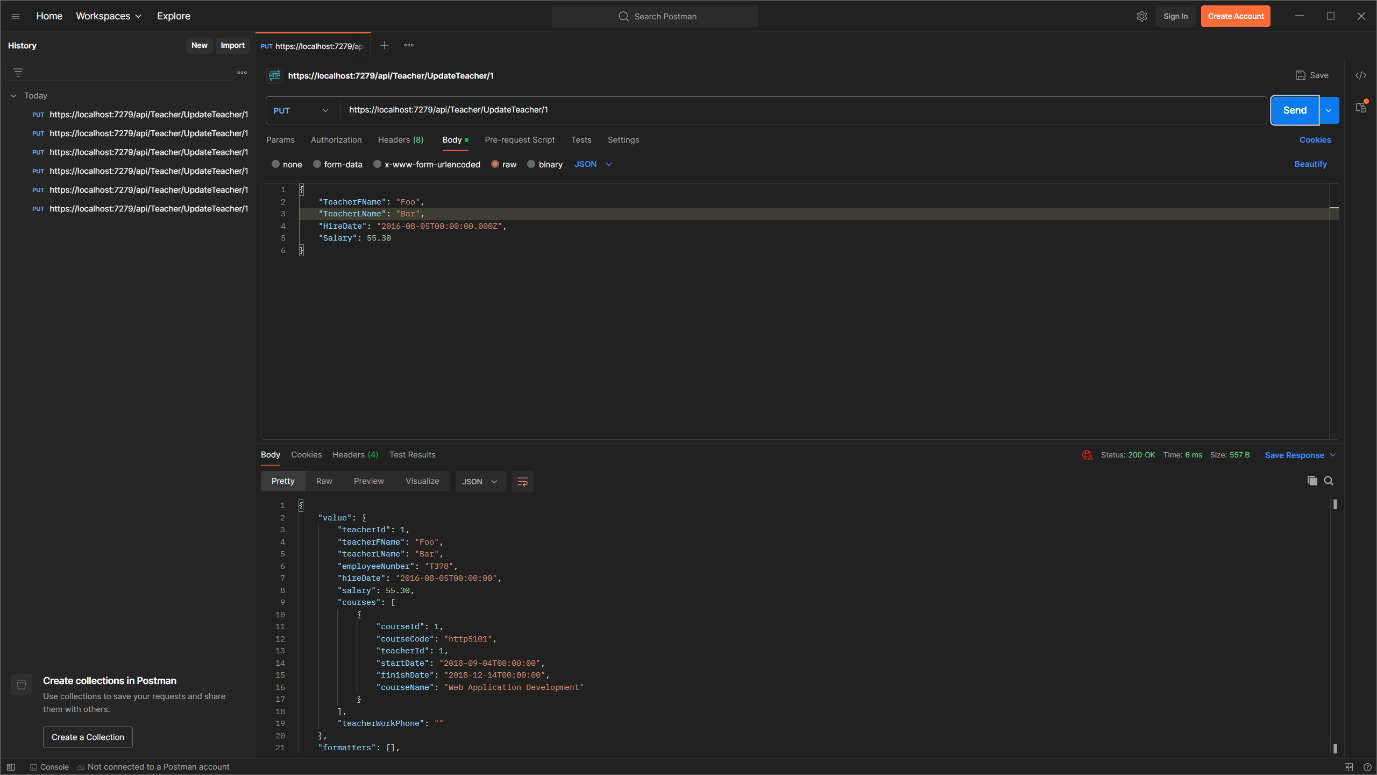 Home Workspaces Explore Search Postman Sign In Create Account
History New Import PUT https://localhost:7279/ap
https://localhost:7279/api/Teacher/UpdateTeacher/1 Save
Today
PUT https://localhost:7279/api/Teacher/UpdateTeacher/1
PUT https://localhost:7279/api/Teacher/UpdateTeacher/1
PUT https://localhost:7279/api/Teacher/UpdateTeacher/1
PUT https://localhost:7279/api/Teacher/UpdateTeacher/1
PUT https://localhost:7279/api/Teacher/UpdateTeacher/1
PUT https://localhost:7279/api/Teacher/UpdateTeacher/1
PUT https://localhost:7279/api/Teacher/UpdateTeacher/1 Send
Params Authorization Headers (8) Body Pre-request Script Tests Settings Cookies
none form-data x-www-form-urlencoded raw binary JSON Beautify
1 {
2 "TeacherFName": "Foo",
3 "TeacherLName": "Bar",
4 "HireDate": "2016-08-05T00:00:00.000Z",
5 "Salary": 55.30
6 }
Body Cookies Headers (4) Test Results Status: 200 OK Time: 6 ms Size: 557 B Save Response
Pretty Raw Preview Visualize JSON
1 {
2 "value": {
3 "teacherId": 1,
4 "teacherFName": "Foo",
5 "teacherLName": "Bar",
6 "employeeNumber": "T378",
7 "hireDate": "2016-08-05T00:00:00",
8 "salary": 55.30,
9 "courses": [
10 {
11 "courseId": 1,
12 "courseCode": "http5101",
13 "teacherId": 1,
14 "startDate": "2018-09-04T00:00:00",
15 "finishDate": "2018-12-14T00:00:00",
16 "courseName": "Web Application Development"
17 }
18 ],
19 "teacherWorkPhone": ""
20 },
21 "formatters": [],
Create collections in Postman
Use collections to save your requests and share
them with others.
Create a Collection
Console Not connected to a Postman account